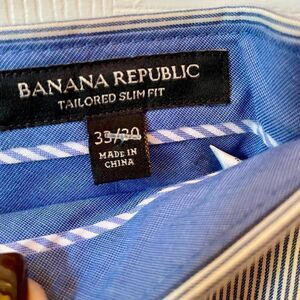 BANANA REPUBLIC
TAILORED SLIM FIT
33/30
MADE IN
CHINA